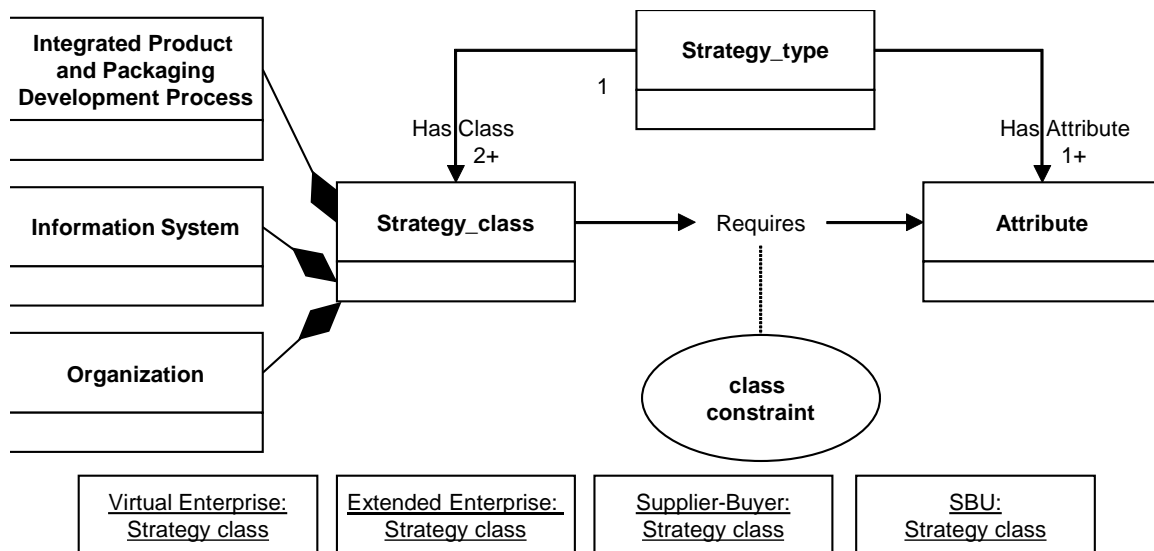 Integrated Product
and Packaging
Development Process
Strategy_type
1
Has Class
2+
Has Attribute
1+
Information System
Strategy_class
Requires
Attribute
Organization
class
constraint
Virtual Enterprise:
Strategy class
Extended Enterprise:
Strategy class
Supplier-Buyer:
Strategy class
SBU:
Strategy class